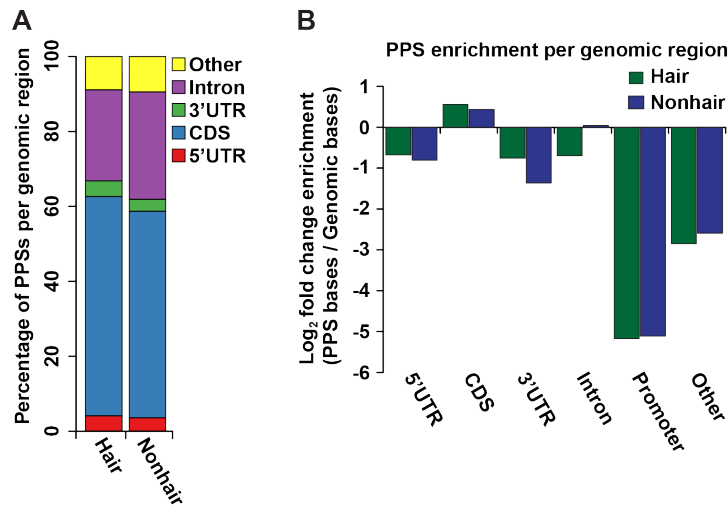 A
Percentage of PPSs per genomic region
100
80
60
40
20
0
Other
Intron
3'UTR
CDS
5'UTR
Hair
Nonhair
B
PPS enrichment per genomic region
Hair
Nonhair
Log2 fold change enrichment
(PPS bases / Genomic bases)
1
0
-1
-2
-3
-4
-5
-6
5'UTR
CDS
3'UTR
Intron
Promoter
Other